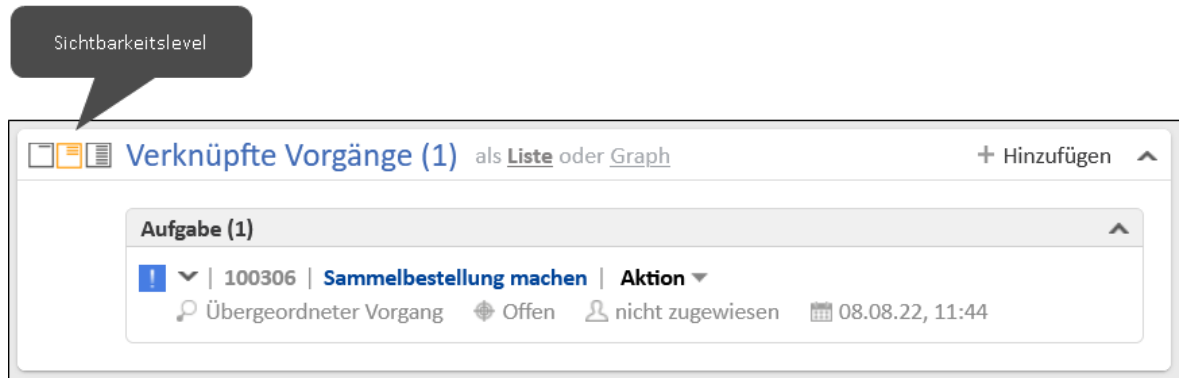 Sichtbarkeitslevel
Verknüpfte Vorgänge (1) als Liste oder Graph + Hinzufügen
Aufgabe (1)
! | 100306 | Sammelbestellung machen | Aktion
Übergeordneter Vorgang Offen nicht zugewiesen 08.08.22, 11:44